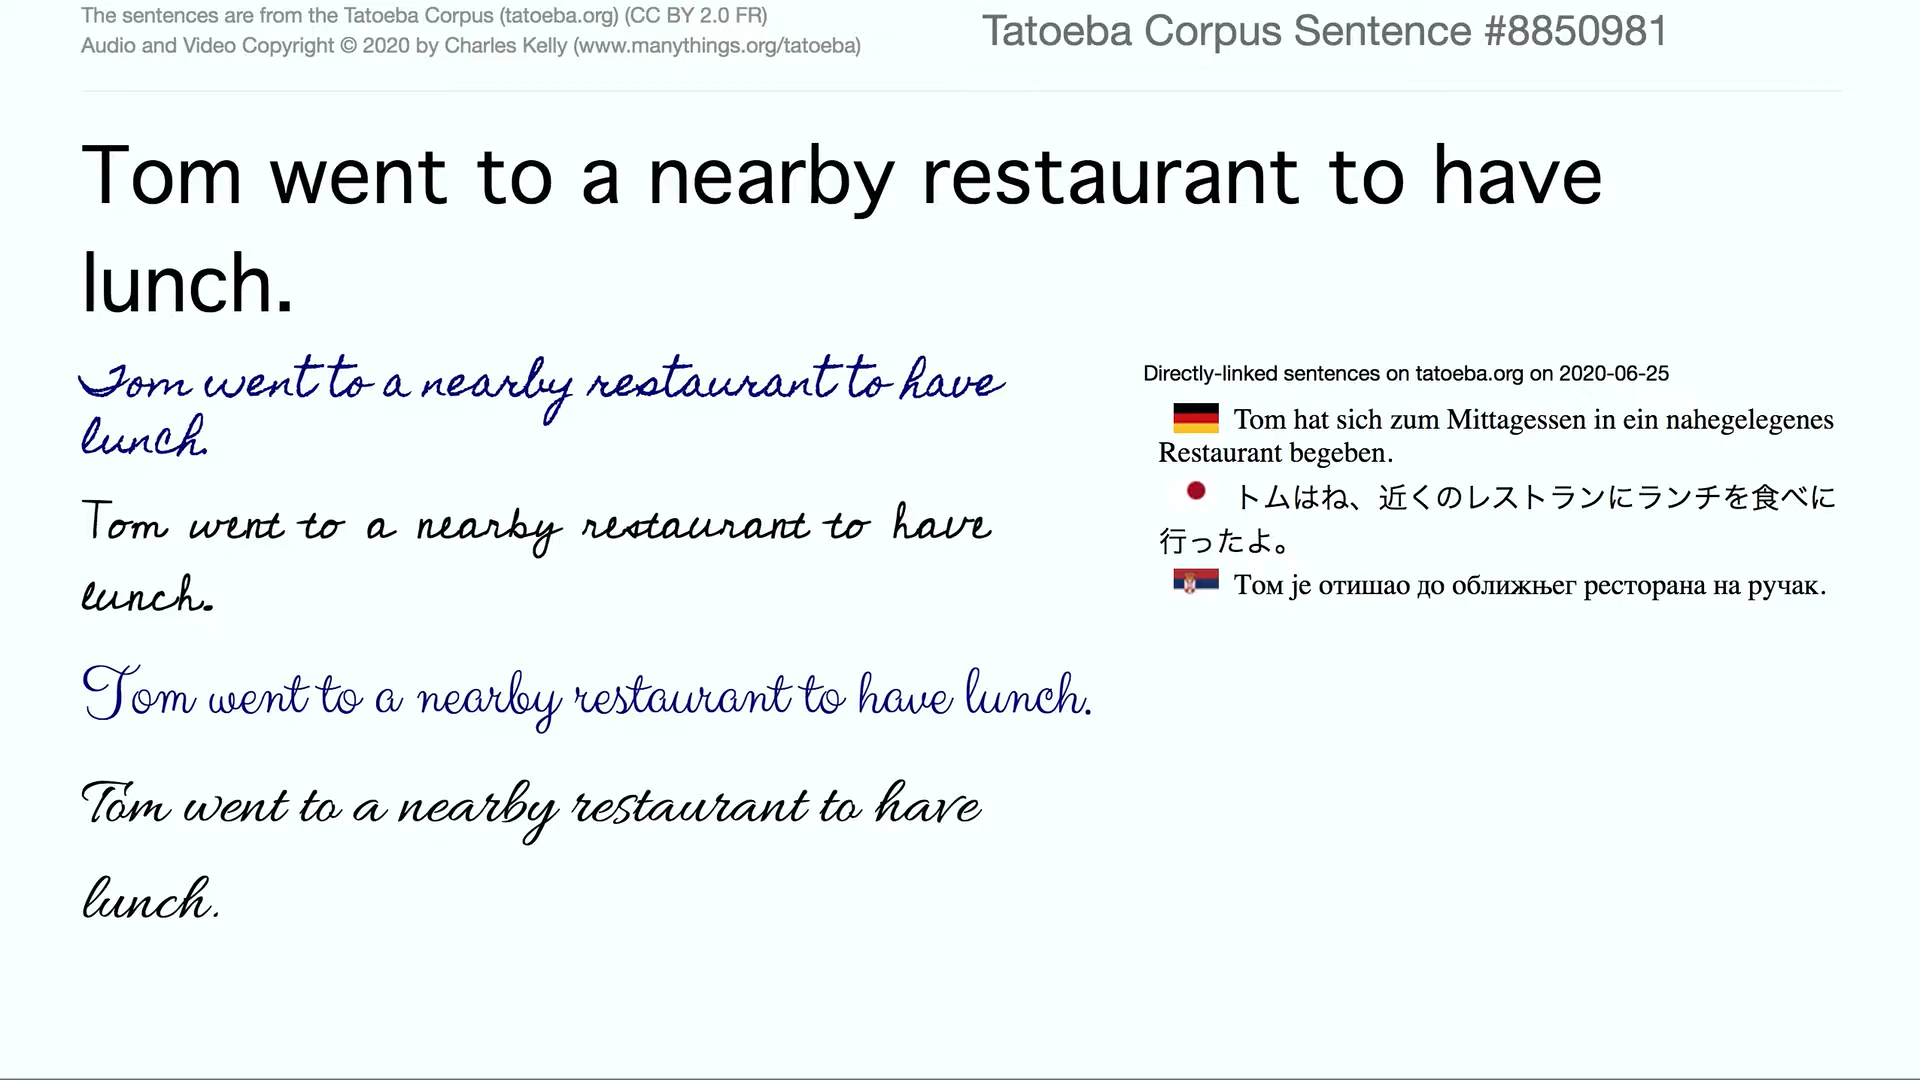 The sentences are from the Tatoeba Corpus (tatoeba.org) (CC BY 2.0 FR)
Audio and Video Copyright © 2020 by Charles Kelly (www.manythings.org/tatoeba)
Tatoeba Corpus Sentence #8850981
Tom went to a nearby restaurant to have
lunch.
Tom went to a nearby restaurant to have
lunch.
Tom went to a nearby restaurant to have
lunch.
Tom went to a nearby restaurant to have lunch.
Tom went to a nearby restaurant to have
lunch.
Directly-linked sentences on tatoeba.org on 2020-06-25
Tom hat sich zum Mittagessen in ein nahegelegenes
Restaurant begeben.
トムはね、近くのレストランにランチを食べに
行ったよ。
Том је отишао до оближњег ресторана на ручак.